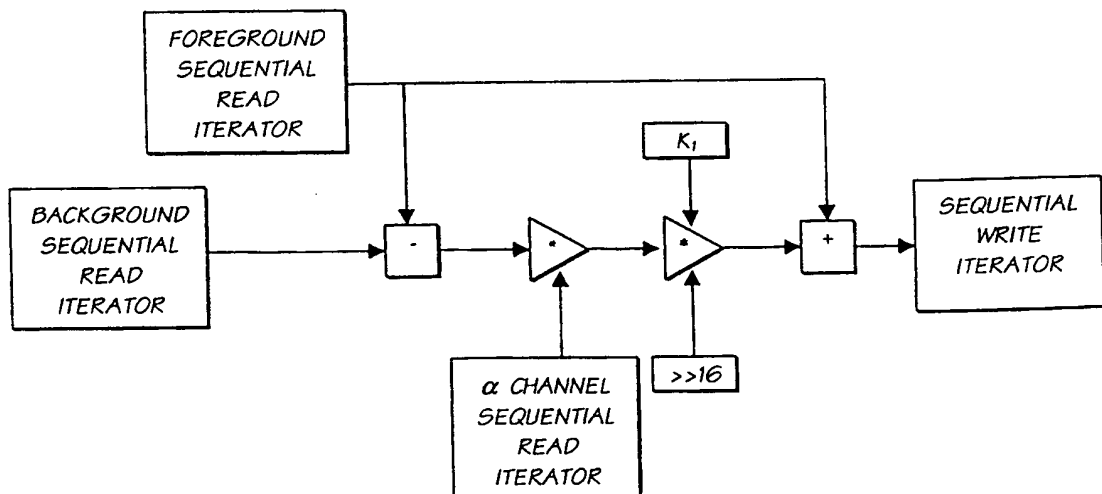 FOREGROUND
SEQUENTIAL
READ
ITERATOR
K₁
BACKGROUND
SEQUENTIAL
READ
ITERATOR
-
*
*
+
SEQUENTIAL
WRITE
ITERATOR
α CHANNEL
SEQUENTIAL
READ
ITERATOR
>>16